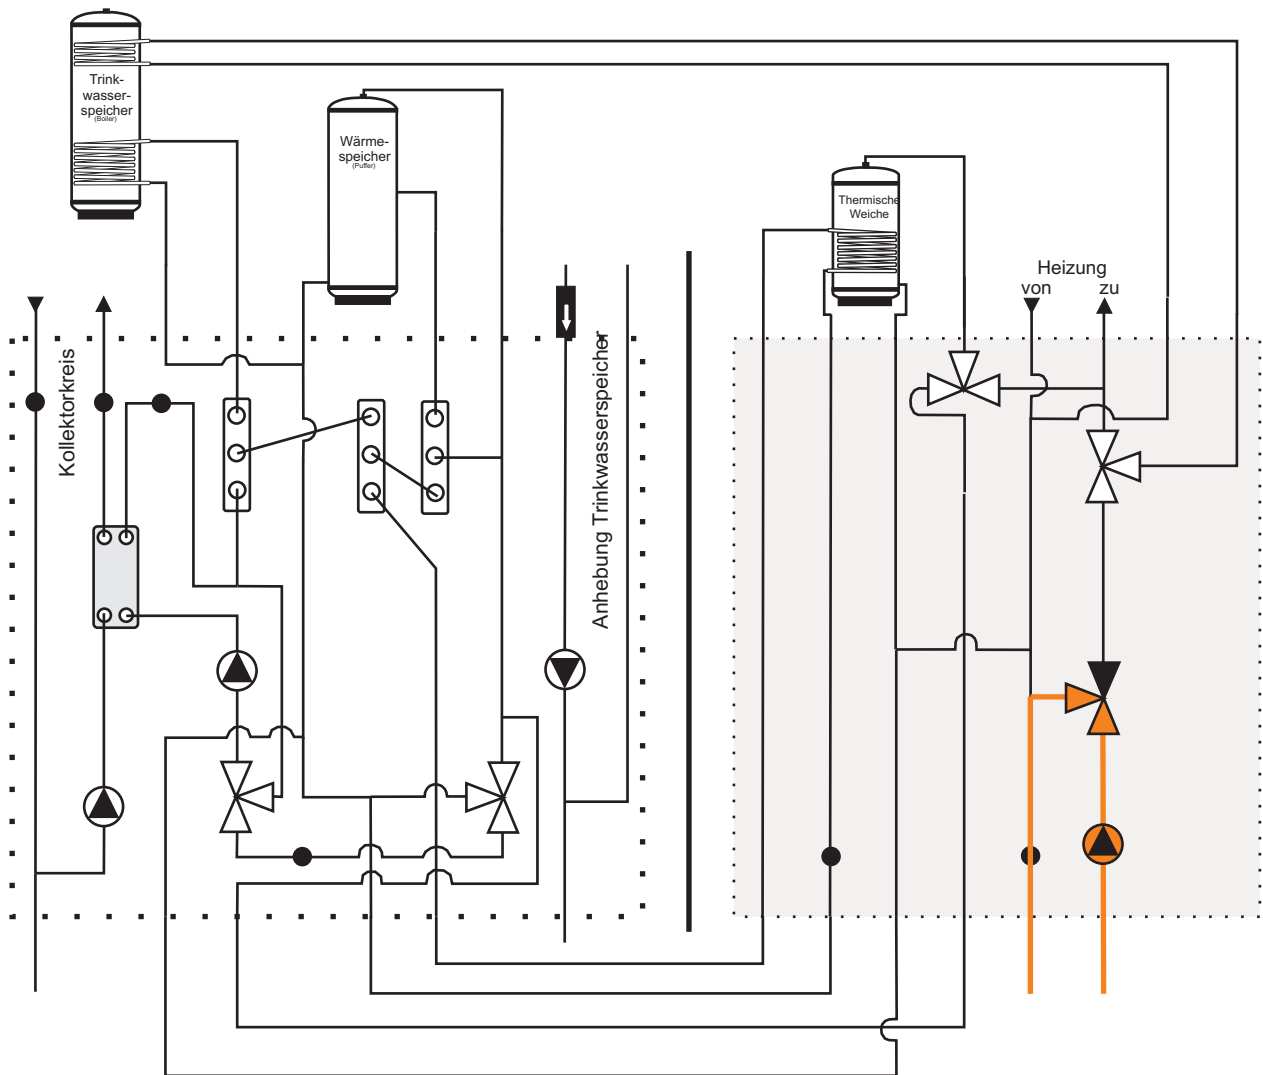 Trink-
wasser-
speicher
(Boiler)
Wärme-
speicher
(Puffer)
Thermische
Weiche
Heizung
von zu
Kollektorkreis
Anhebung Trinkwasserspeicher